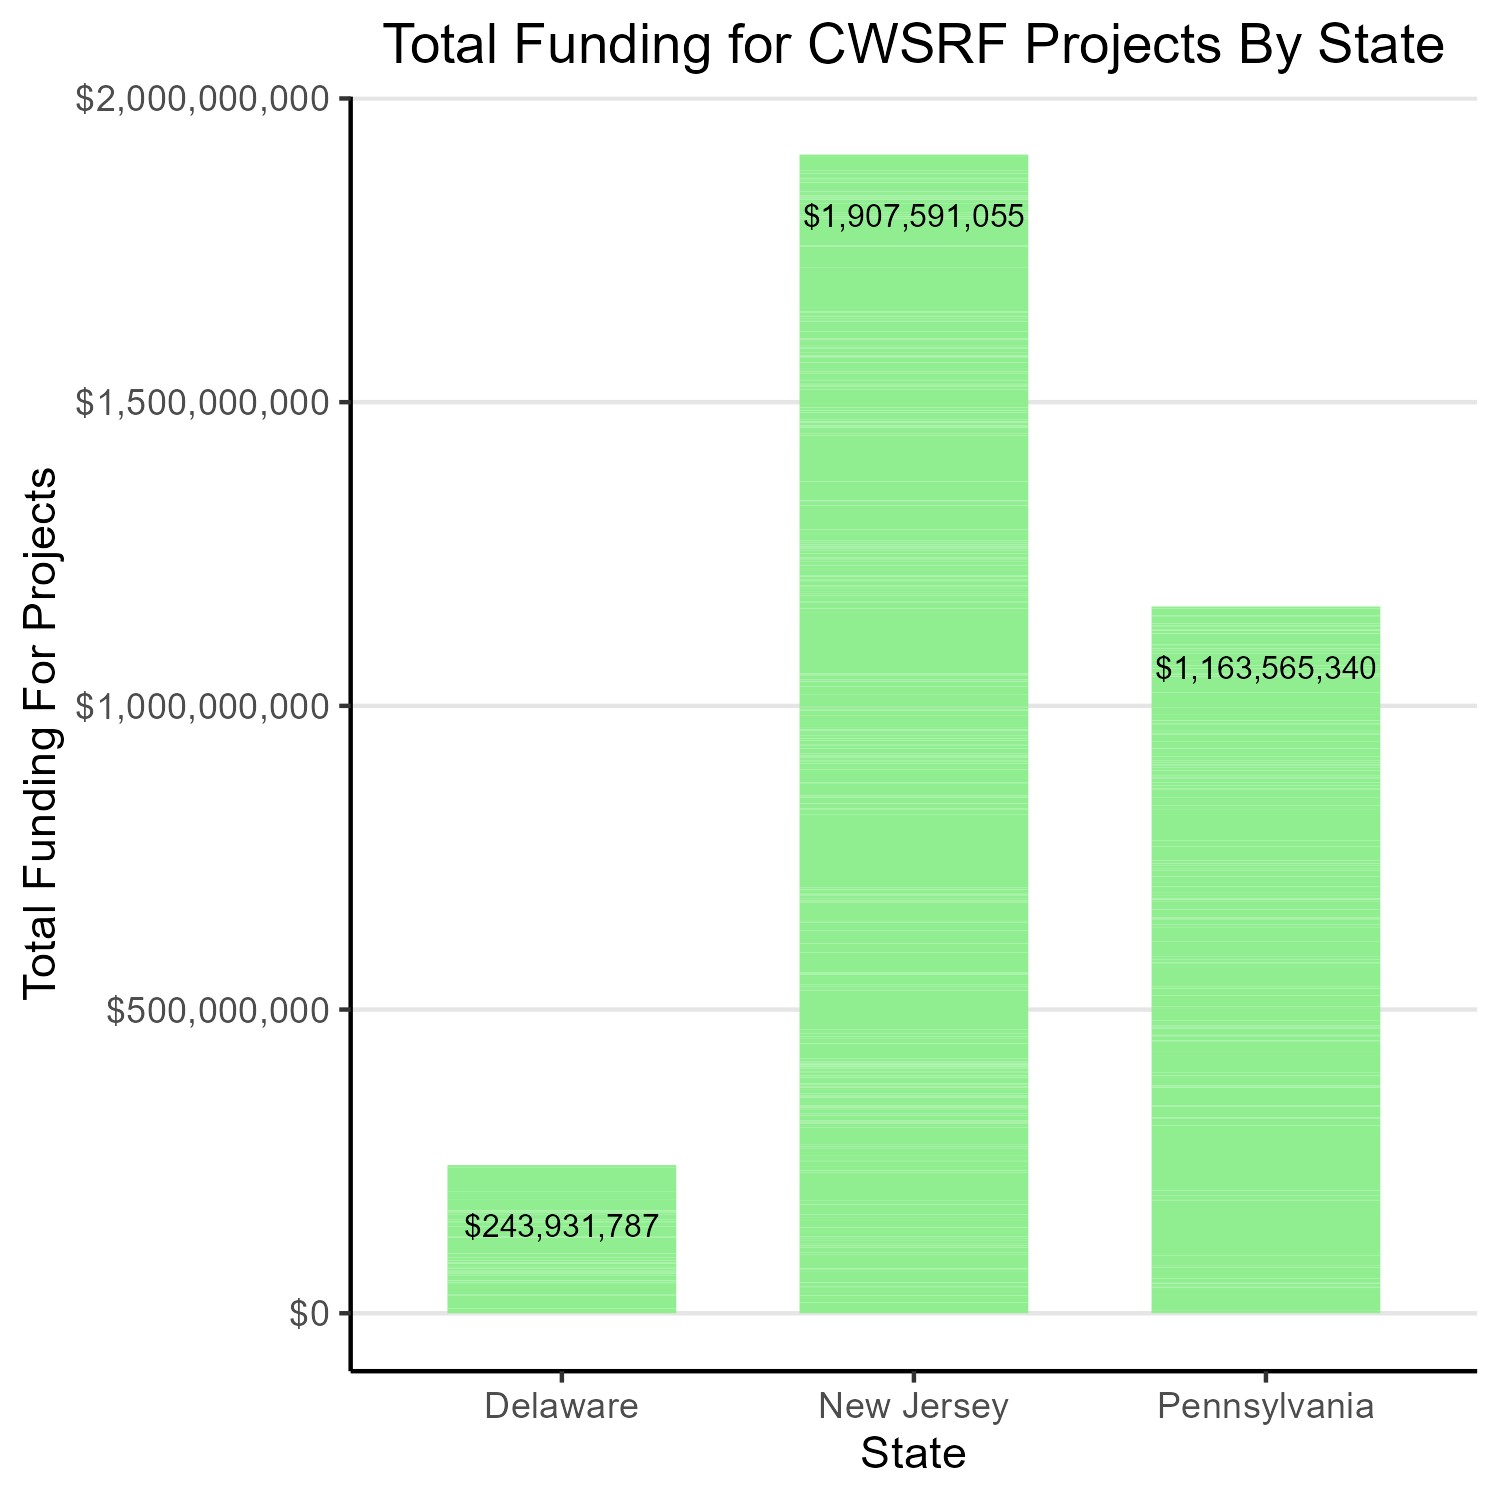 Total Funding for CWSRF Projects By State
Total Funding For Projects
$2,000,000,000
$1,500,000,000
$1,000,000,000
$500,000,000
$0
$243,931,787
$1,907,591,055
$1,163,565,340
Delaware
New Jersey
Pennsylvania
State